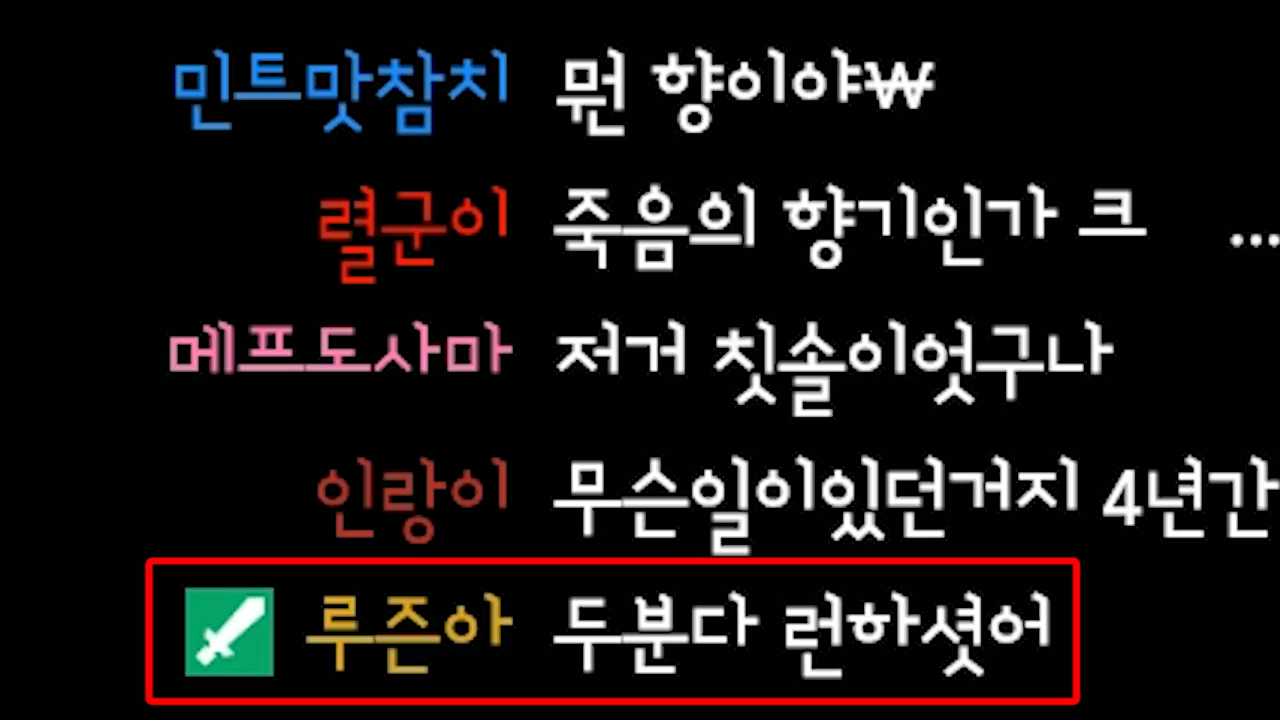 민트맛참치 뭔 향이야₩
렬군이 죽음의 향기인가 크 ...
메프도사마 저거 칫솔이엇구나
인랑이 무슨일이있던거지 4년간
루즌아 두분다 런하셧어